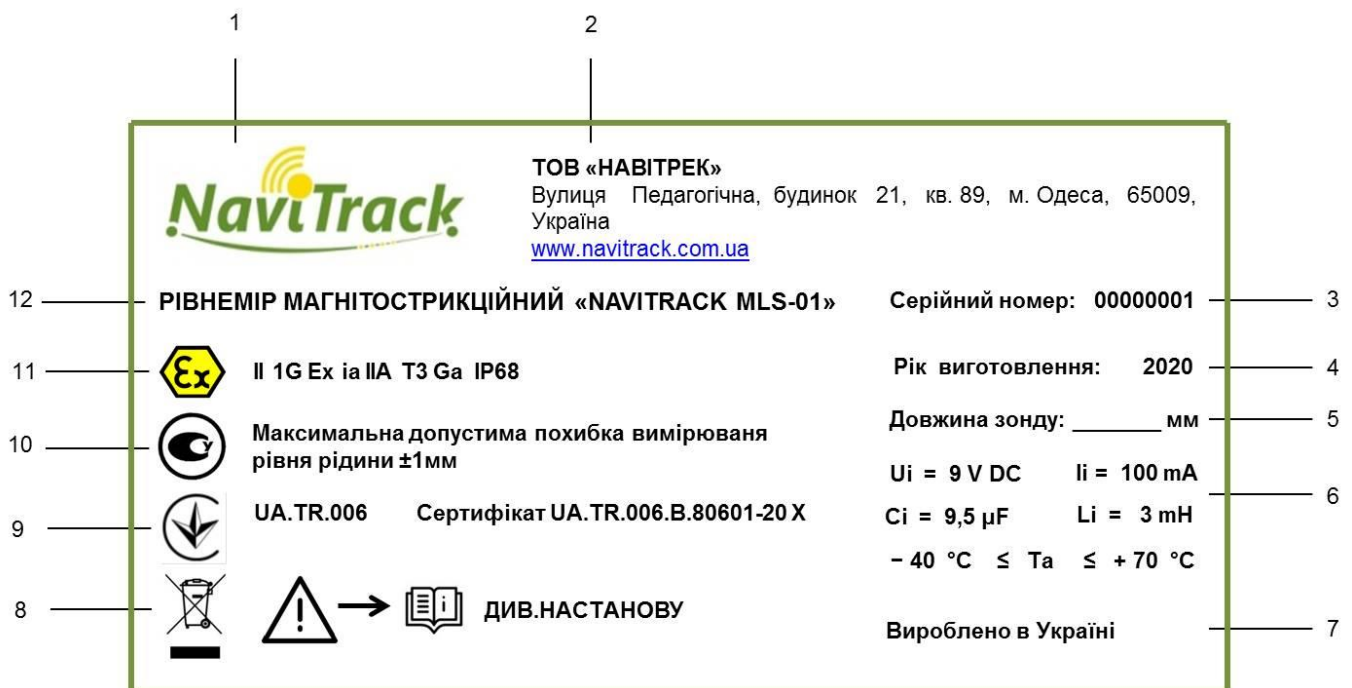 1
2
NaviTrack
ТОВ «НАВІТРЕК»
Вулиця Педагогічна, будинок 21, кв. 89, м. Одеса, 65009,
Україна
www.navitrack.com.ua
12
РІВНЕМІР МАГНІТОСТРИКЦІЙНИЙ «NAVITRACK MLS-01»
Серійний номер: 00000001
3
11
Ex
II 1G Ex ia IIA T3 Ga IP68
Рік виготовлення: 2020
4
Довжина зонду: _______ мм
5
10
У
Максимальна допустима похибка вимірюваня
рівня рідини ±1мм
Ui = 9 V DC Ii = 100 mA
6
9
UA.TR.006 Сертифікат UA.TR.006.B.80601-20 X
Ci = 9,5 μF Li = 3 mH
− 40 °C ≤ Ta ≤ + 70 °C
8
ДИВ.НАСТАНОВУ
Вироблено в Україні
7